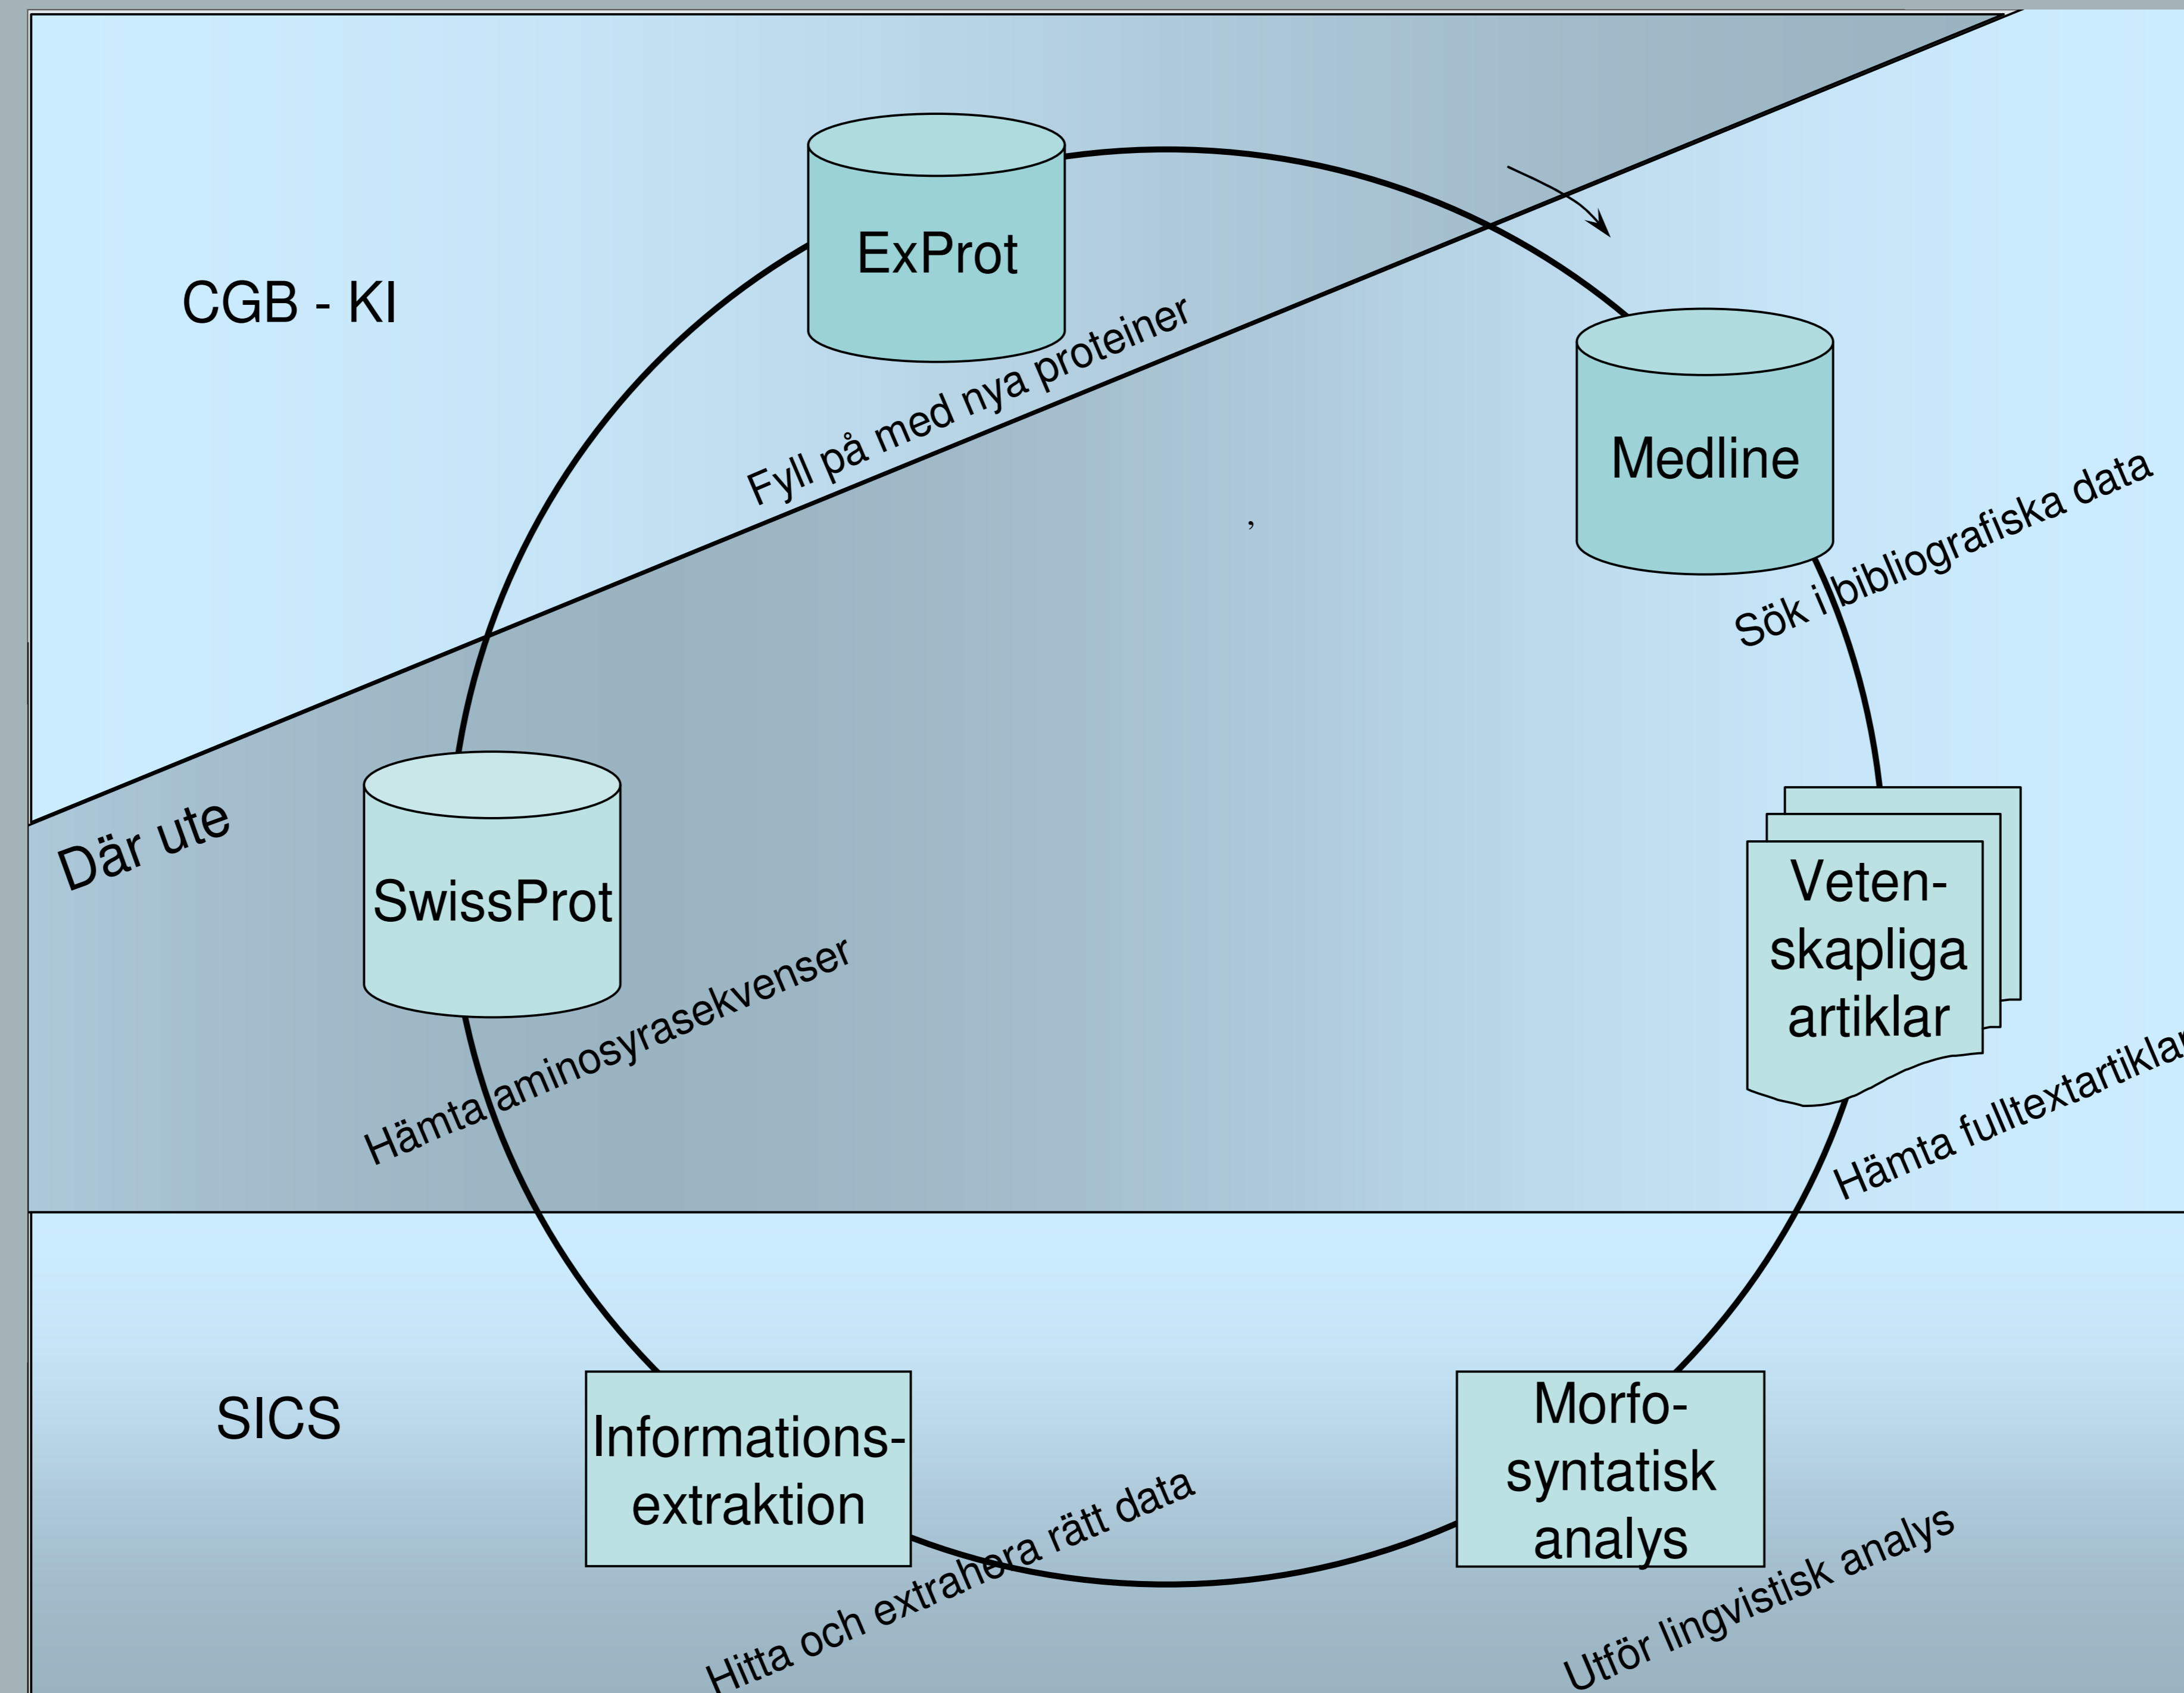 ExProt
CGB - KI
Fyll på med nya proteiner
Medline
Sök i bibliografiska data
,
Där ute
SwissProt
Veten-
skapliga
artiklar
Hämta aminosyrasekvenser
Hämta fulltextartiklar
SICS
Informations-
extraktion
Morfo-
syntatisk
analys
Hitta och extrahera rätt data
Utför lingvistisk analys